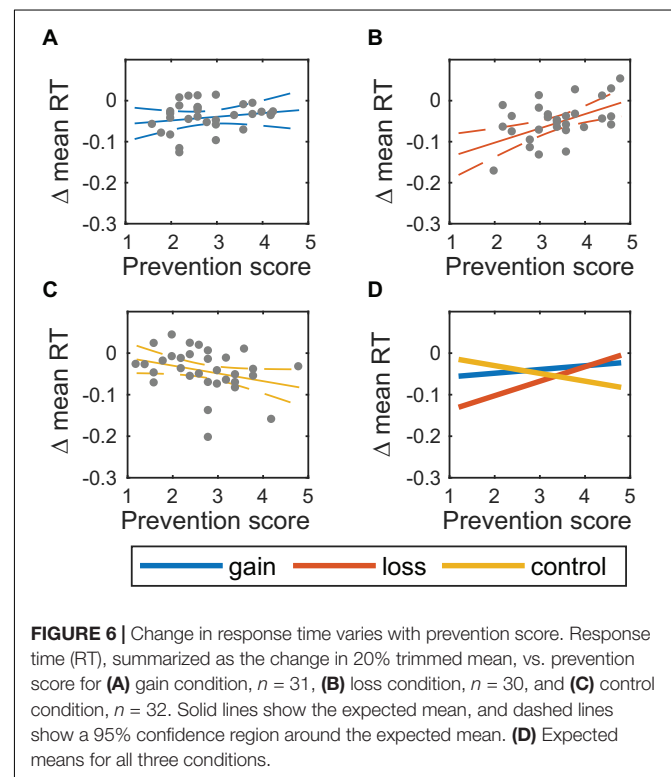 A
B
0
-0.1
-0.2
-0.3
Δ mean RT
1 2 3 4 5
Prevention score
0
-0.1
-0.2
-0.3
Δ mean RT
1 2 3 4 5
Prevention score
C
D
0
-0.1
-0.2
-0.3
Δ mean RT
1 2 3 4 5
Prevention score
0
-0.1
-0.2
-0.3
Δ mean RT
1 2 3 4 5
Prevention score
gain loss control
FIGURE 6 | Change in response time varies with prevention score. Response
time (RT), summarized as the change in 20% trimmed mean, vs. prevention
score for (A) gain condition, n = 31, (B) loss condition, n = 30, and (C) control
condition, n = 32. Solid lines show the expected mean, and dashed lines
show a 95% confidence region around the expected mean. (D) Expected
means for all three conditions.